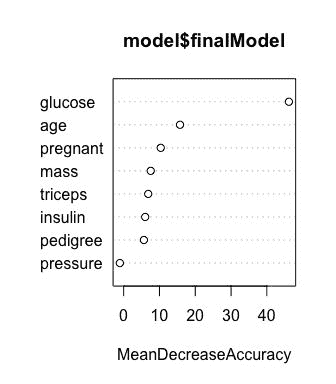 model$finalModel
glucose
age
pregnant
mass
triceps
insulin
pedigree
pressure
0 10 20 30 40
MeanDecreaseAccuracy